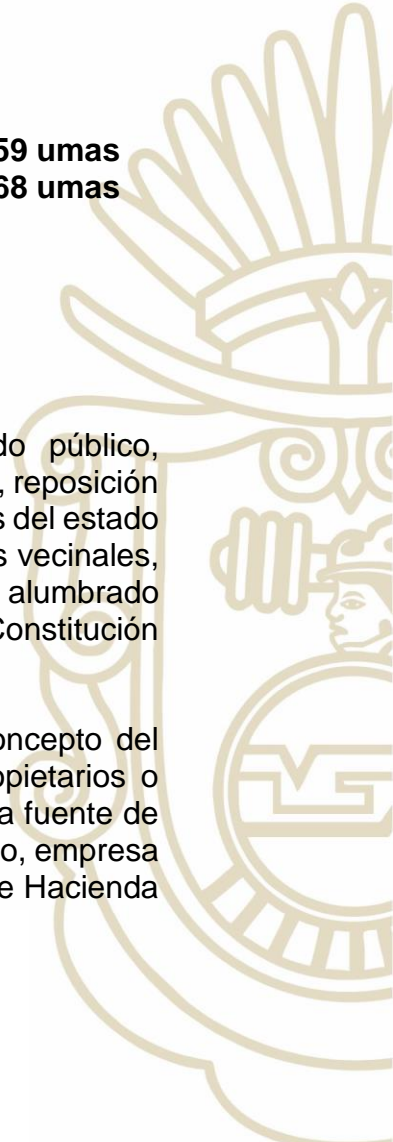 59 umas
68 umas
do público,
, reposición
s del estado
s vecinales,
alumbrado
Constitución
oncepto del
opietarios o
a fuente de
o, empresa
e Hacienda